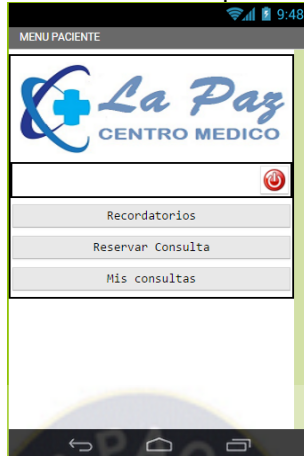 9:48
MENU PACIENTE
La Paz
CENTRO MEDICO
Recordatorios
Reservar Consulta
Mis consultas